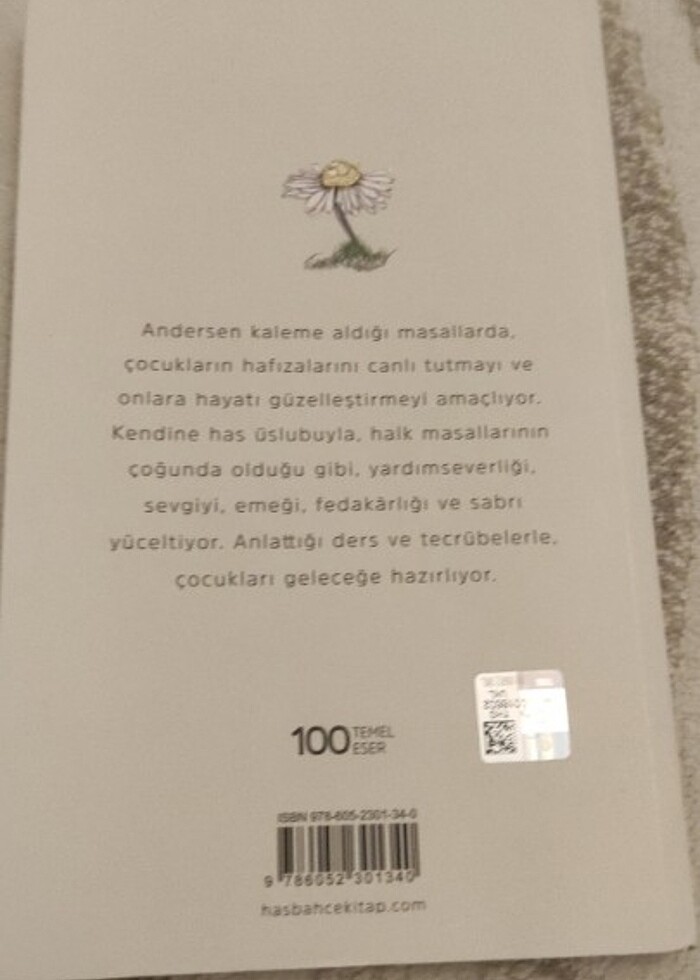 Andersen kaleme aldığı masallarda,
çocukların hafızalarını canlı tutmayı ve
onlara hayatı güzelleştirmeyi amaçlıyor.
Kendine has üslubuyla, halk masallarının
çoğunda olduğu gibi, yardımseverliği,
sevgiyi, emeği, fedakârlığı ve sabrı
yüceltiyor. Anlattığı ders ve tecrübelerle,
çocukları geleceğe hazırlıyor.
100 TEMEL
ESER
ISBN 978-605-2301-34-0
9 786052 301340
hasbahcekitap.com